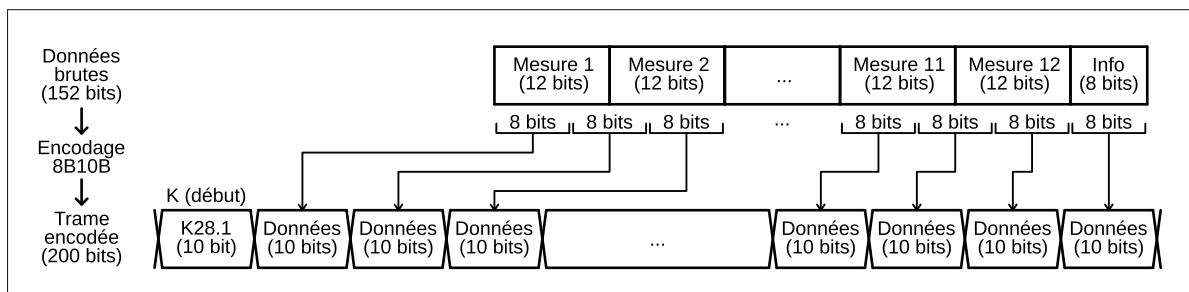 Données
brutes
(152 bits)
Encodage
8B10B
Trame
encodée
(200 bits)
Mesure 1
(12 bits)
Mesure 2
(12 bits)
...
Mesure 11
(12 bits)
Mesure 12
(12 bits)
Info
(8 bits)
8 bits 8 bits 8 bits ... 8 bits 8 bits 8 bits 8 bits
K (début)
K28.1
(10 bit)
Données
(10 bits)
Données
(10 bits)
Données
(10 bits)
...
Données
(10 bits)
Données
(10 bits)
Données
(10 bits)
Données
(10 bits)